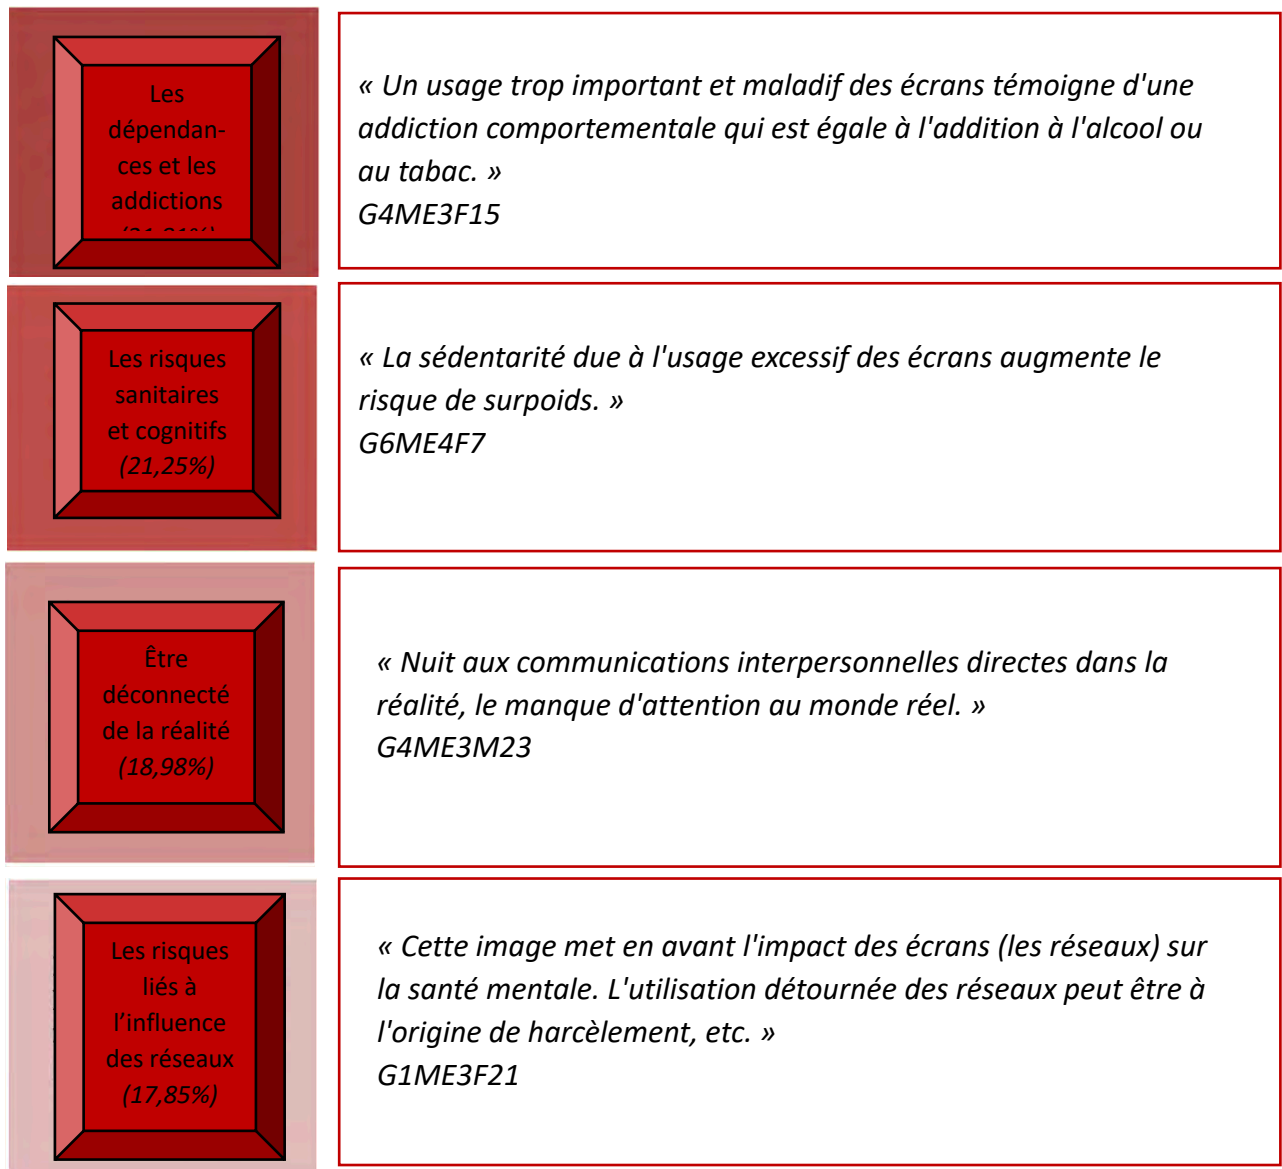 Les
dépendan-
ces et les
addictions
« Un usage trop important et maladif des écrans témoigne d'une
addiction comportementale qui est égale à l'addition à l'alcool ou
au tabac. »
G4ME3F15
Les risques
sanitaires
et cognitifs
(21,25%)
« La sédentarité due à l'usage excessif des écrans augmente le
risque de surpoids. »
G6ME4F7
Être
déconnecté
de la réalité
(18,98%)
« Nuit aux communications interpersonnelles directes dans la
réalité, le manque d'attention au monde réel. »
G4ME3M23
Les risques
liés à
l’influence
des réseaux
(17,85%)
« Cette image met en avant l'impact des écrans (les réseaux) sur
la santé mentale. L'utilisation détournée des réseaux peut être à
l'origine de harcèlement, etc. »
G1ME3F21